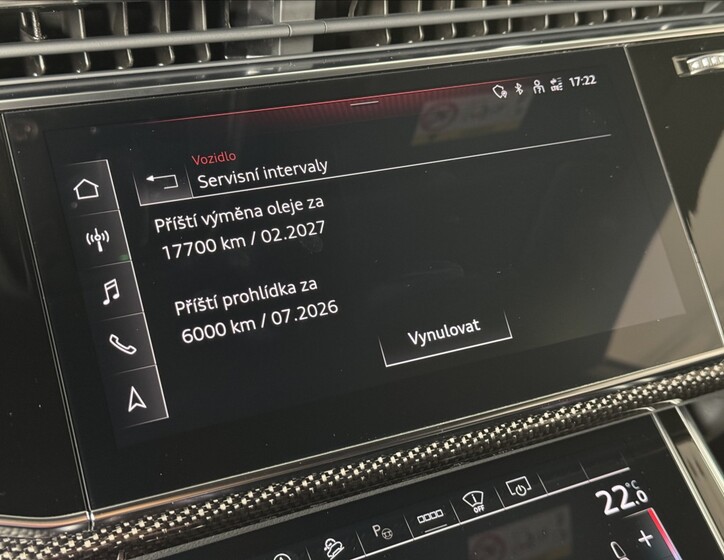 17:22
Vozidlo
Servisní intervaly
Příští výměna oleje za
17700 km / 02.2027
Příští prohlídka za
6000 km / 07.2026
Vynulovat
OFF
P
22.0 °C
+